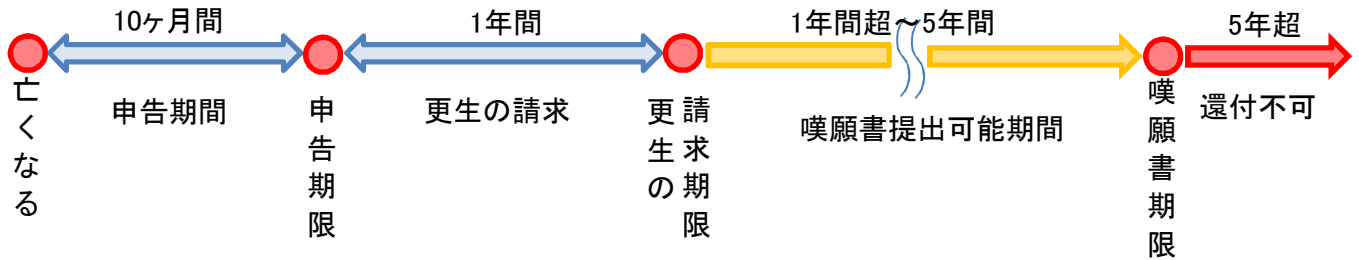 10ヶ月間
1年間
1年間超～5年間
5年超
亡くなる
申告期間
申告期限
更生の請求
更生の
請求期限
嘆願書提出可能期間
嘆願書期限
還付不可